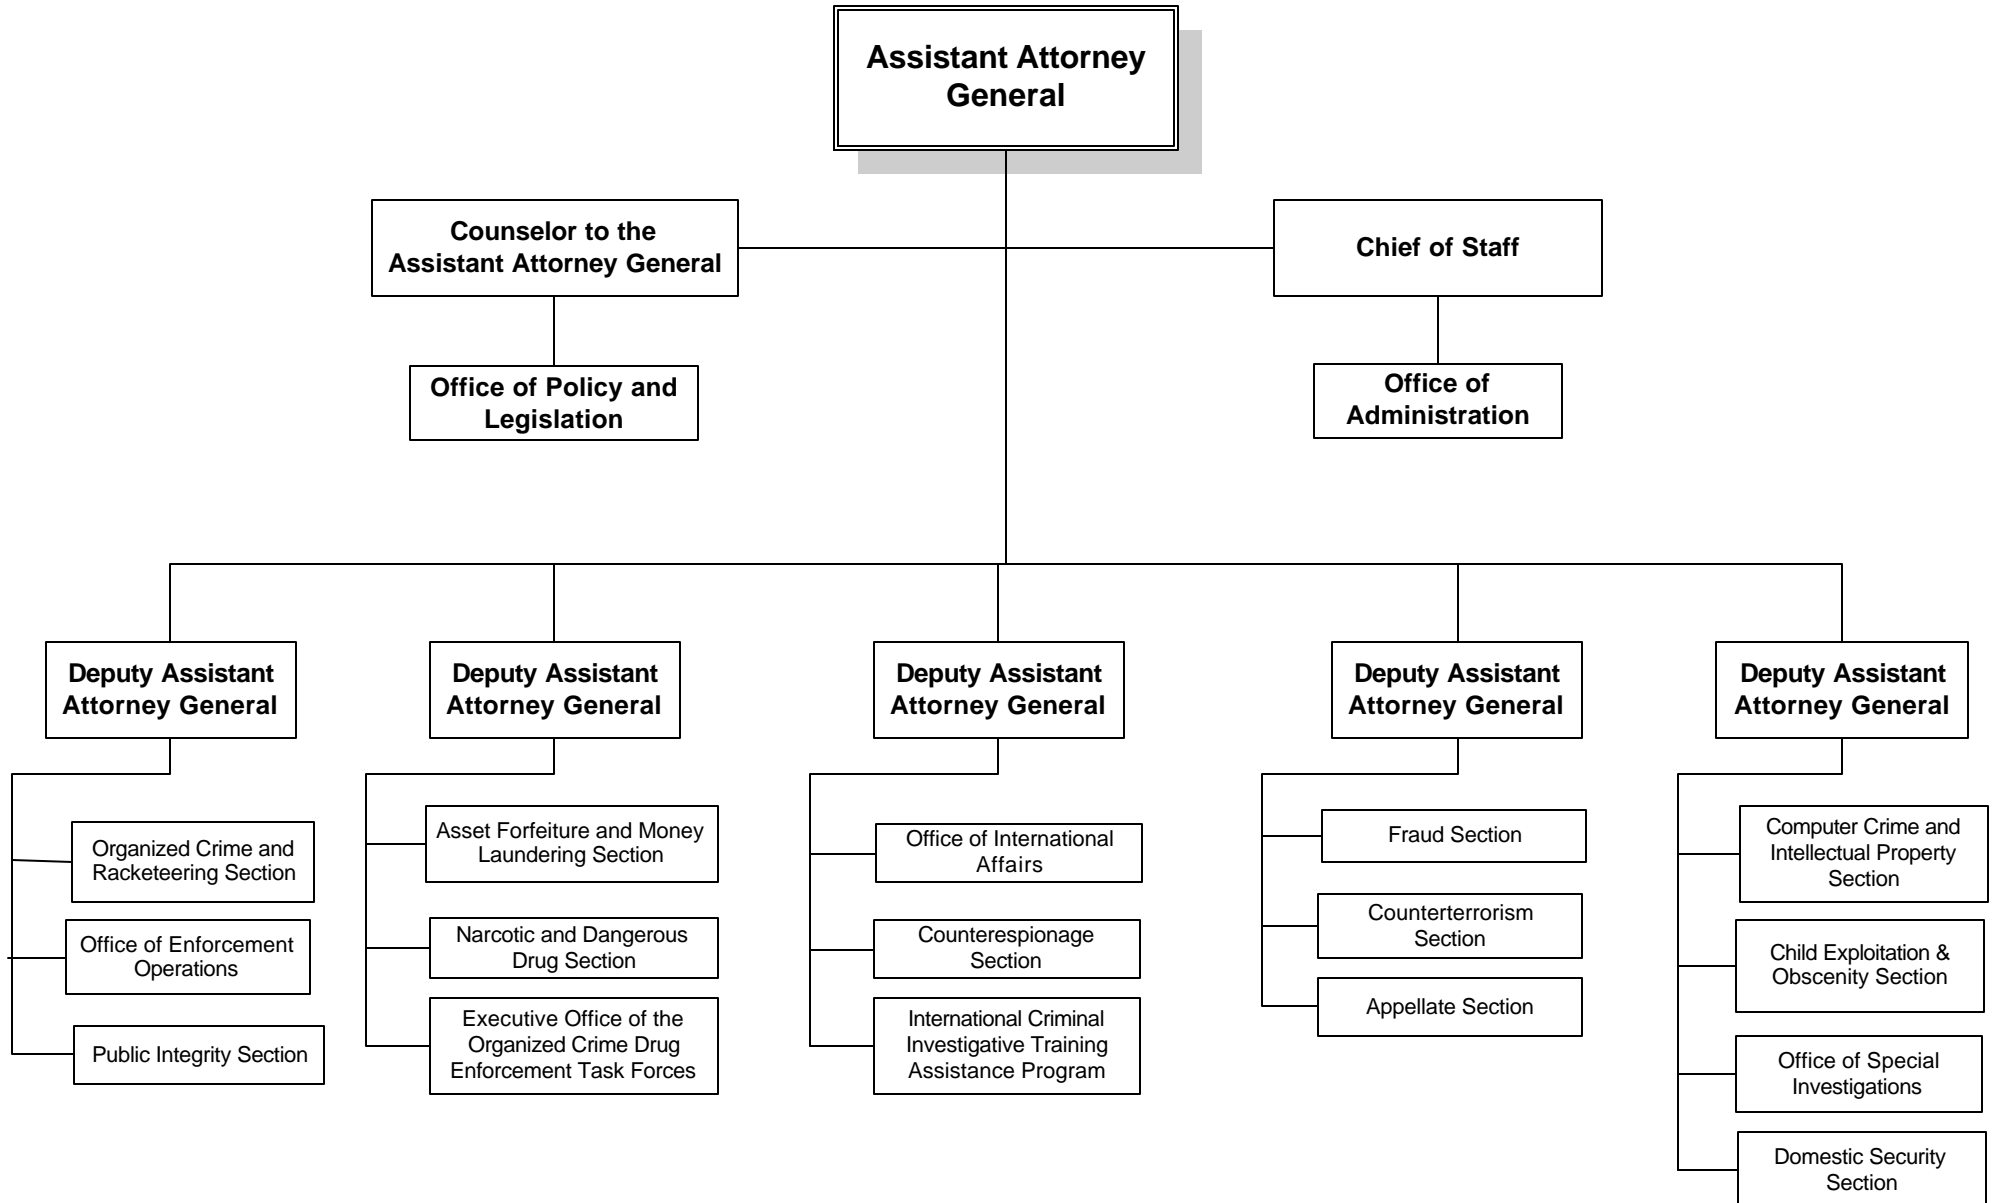 Assistant Attorney
General
Counselor to the
Assistant Attorney General
Chief of Staff
Office of Policy and
Legislation
Office of
Administration
Deputy Assistant
Attorney General
Deputy Assistant
Attorney General
Deputy Assistant
Attorney General
Deputy Assistant
Attorney General
Deputy Assistant
Attorney General
Organized Crime and
Racketeering Section
Office of Enforcement
Operations
Public Integrity Section
Asset Forfeiture and Money
Laundering Section
Narcotic and Dangerous
Drug Section
Executive Office of the
Organized Crime Drug
Enforcement Task Forces
Office of International
Affairs
Counterespionage
Section
International Criminal
Investigative Training
Assistance Program
Fraud Section
Counterterrorism
Section
Appellate Section
Computer Crime and
Intellectual Property
Section
Child Exploitation &
Obscenity Section
Office of Special
Investigations
Domestic Security
Section